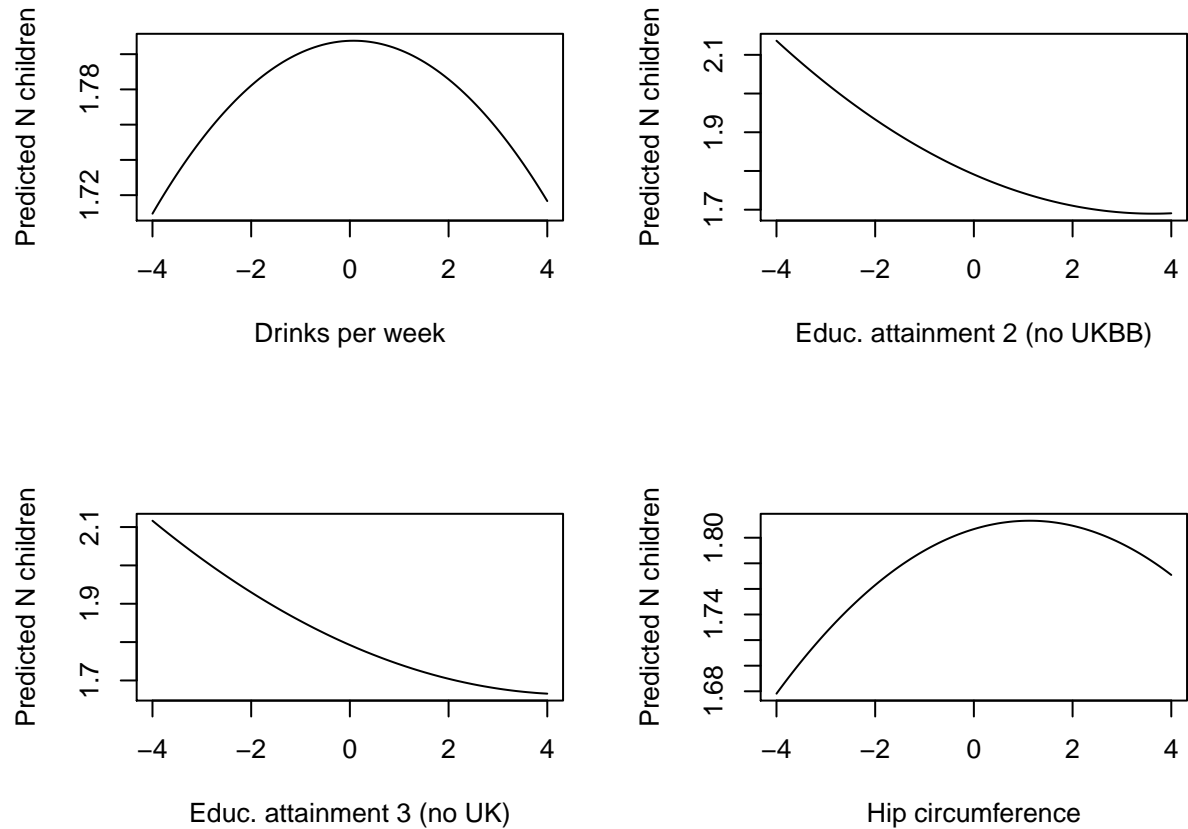 Predicted N children
1.78
1.72
−4 −2 0 2 4
Drinks per week
Predicted N children
2.1
1.9
1.7
−4 −2 0 2 4
Educ. attainment 2 (no UKBB)
Predicted N children
2.1
1.9
1.7
−4 −2 0 2 4
Educ. attainment 3 (no UK)
Predicted N children
1.80
1.74
1.68
−4 −2 0 2 4
Hip circumference